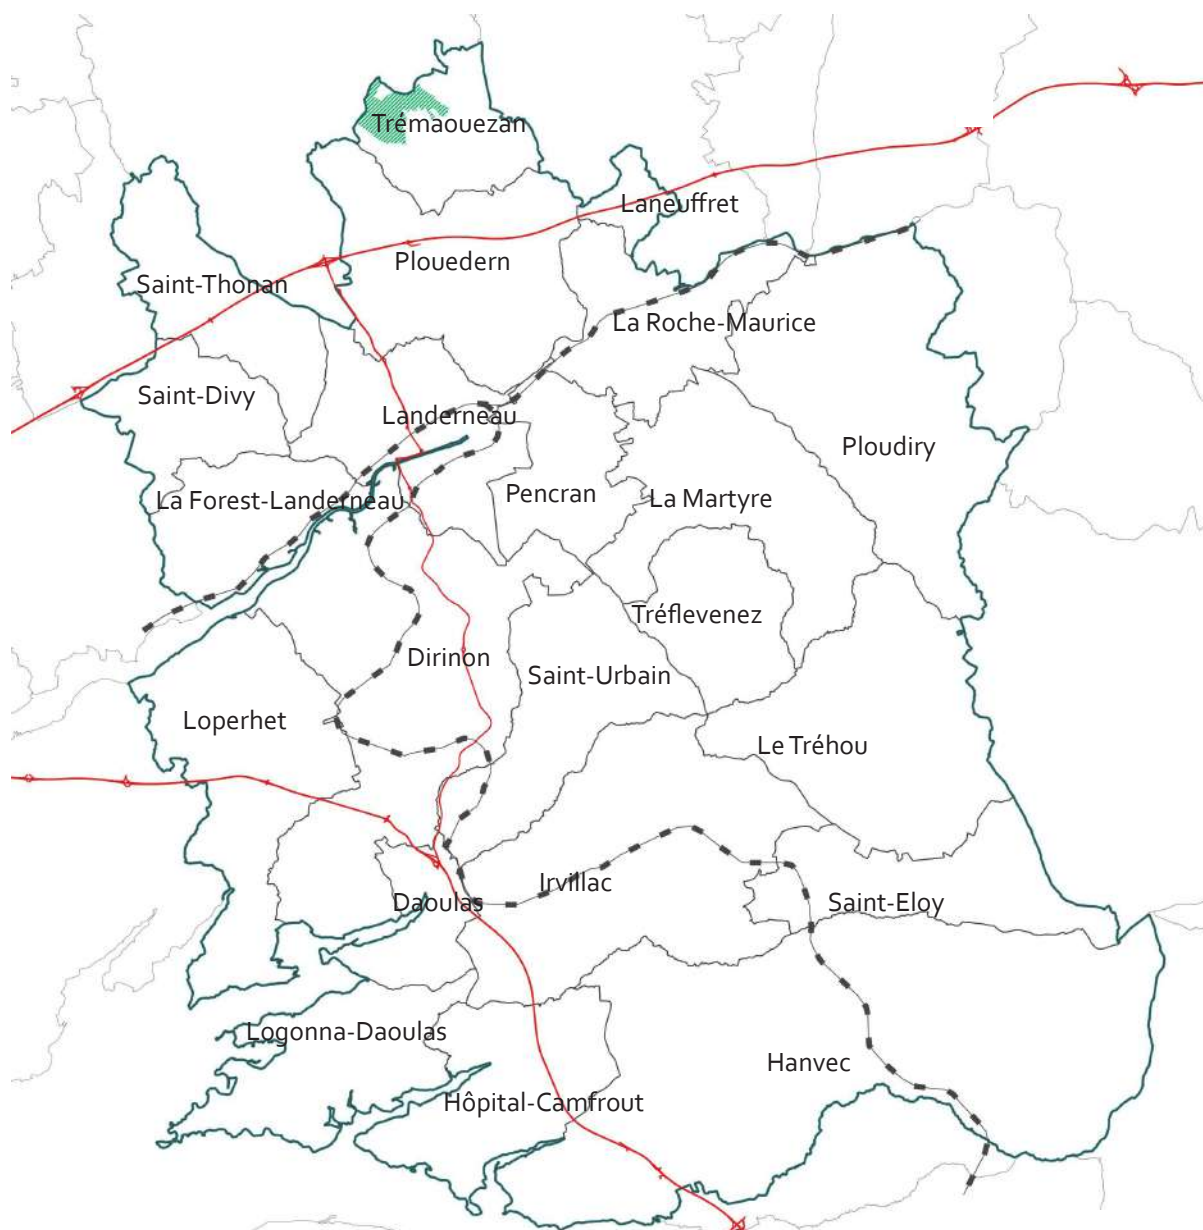 Trémaouezan
Laneuffret
Plouedern
Saint-Thonan
La Roche-Maurice
Saint-Divy
Landerneau
Ploudiry
Pencran
La Martyre
La Forest-Landerneau
Tréflevenez
Dirinon
Saint-Urbain
Loperhet
Le Tréhou
Irvillac
Daoulas
Saint-Eloy
Logonna-Daoulas
Hanvec
Hôpital-Camfrout